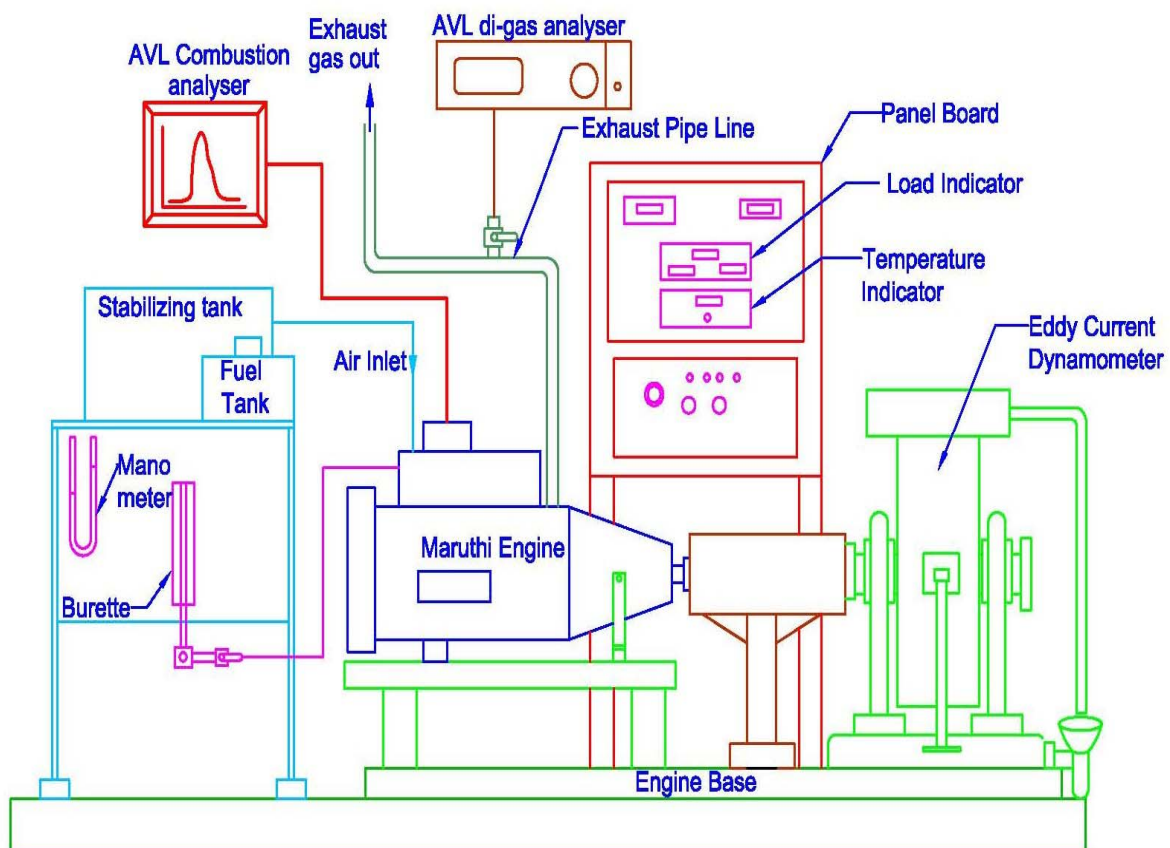 AVL Combustion
analyser
Exhaust
gas out
AVL di-gas analyser
Exhaust Pipe Line
Panel Board
Load Indicator
Temperature
Indicator
Eddy Current
Dynamometer
Stabilizing tank
Fuel
Tank
Air Inlet
Mano
meter
Burette
Maruthi Engine
Engine Base